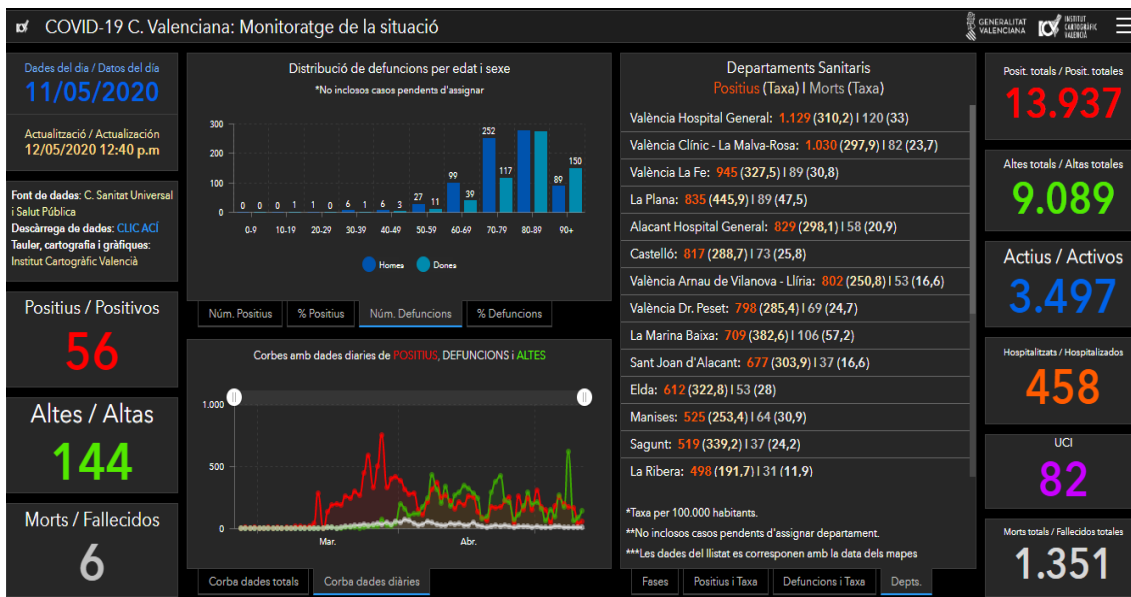 COVID-19 C. Valenciana: Monitoratge de la situació
GENERALITAT
VALENCIANA
INSTITUT
CARTOGRÀFIC
VALENCIÀ
Dades del dia / Datos del día
11/05/2020
Actualització / Actualización
12/05/2020 12:40 p.m
Font de dades: C. Sanitat Universal
i Salut Pública
Descàrrega de dades: CLIC ACÍ
Tauler, cartografia i gràfiques:
Institut Cartogràfic Valencià
Positius / Positivos
56
Altes / Altas
144
Morts / Fallecidos
6
Distribució de defuncions per edat i sexe
*No inclosos casos pendents d'assignar
300
200
100
0
0 0 0 1 1 0 6 1 6 3 27 11 99 39 252 117 89 150
0-9 10-19 20-29 30-39 40-49 50-59 60-69 70-79 80-89 90+
Homes Dones
Núm. Positius % Positius Núm. Defuncions % Defuncions
Corbes amb dades diaries de POSITIUS, DEFUNCIONS i ALTES
1.000
500
0
Mar. Abr.
Corba dades totals Corba dades diàries
Departaments Sanitaris
Positius (Taxa) I Morts (Taxa)
València Hospital General: 1.129 (310,2) I 120 (33)
València Clínic - La Malva-Rosa: 1.030 (297,9) I 82 (23,7)
València La Fe: 945 (327,5) I 89 (30,8)
La Plana: 835 (445,9) I 89 (47,5)
Alacant Hospital General: 829 (298,1) I 58 (20,9)
Castelló: 817 (288,7) I 73 (25,8)
València Arnau de Vilanova - Llíria: 802 (250,8) I 53 (16,6)
València Dr. Peset: 798 (285,4) I 69 (24,7)
La Marina Baixa: 709 (382,6) I 106 (57,2)
Sant Joan d'Alacant: 677 (303,9) I 37 (16,6)
Elda: 612 (322,8) I 53 (28)
Manises: 525 (253,4) I 64 (30,9)
Sagunt: 519 (339,2) I 37 (24,2)
La Ribera: 498 (191,7) I 31 (11,9)
*Taxa per 100.000 habitants.
**No inclosos casos pendents d'assignar departament.
***Les dades del llistat es corresponen amb la data dels mapes
Fases Positius i Taxa Defuncions i Taxa Depts.
Posit. totals / Posit. totales
13.937
Altes totals / Altas totales
9.089
Actius / Activos
3.497
Hospitalitzats / Hospitalizados
458
UCI
82
Morts totals / Fallecidos totales
1.351